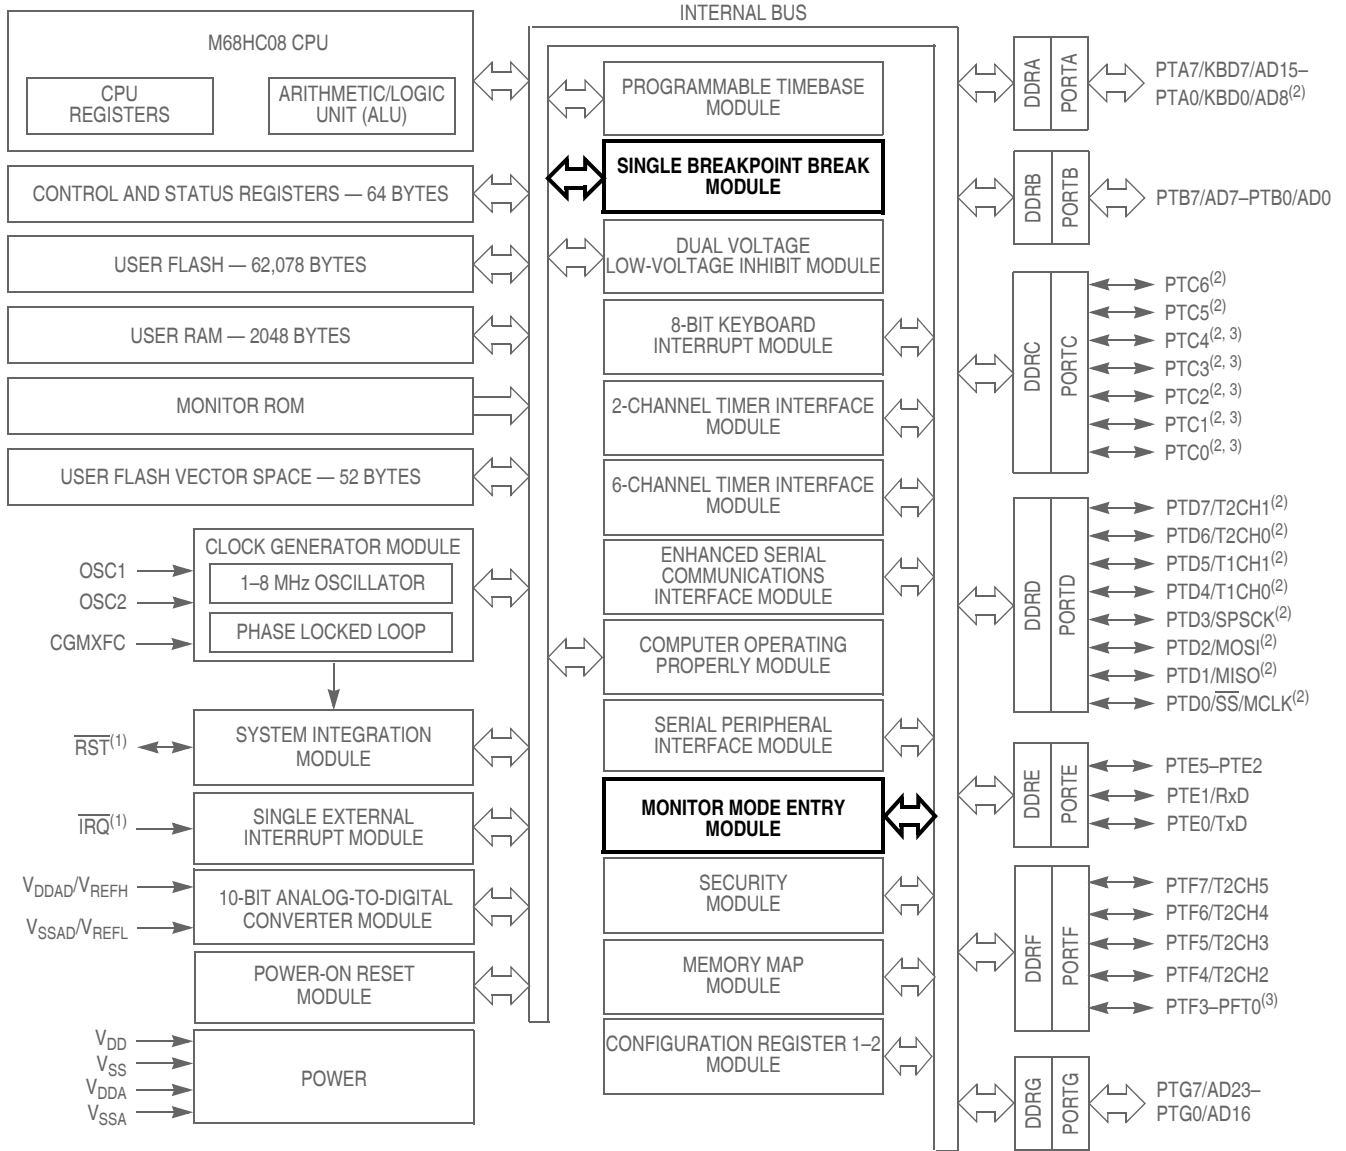 INTERNAL BUS
M68HC08 CPU
CPU
REGISTERS
ARITHMETIC/LOGIC
UNIT (ALU)
CONTROL AND STATUS REGISTERS — 64 BYTES
USER FLASH — 62,078 BYTES
USER RAM — 2048 BYTES
MONITOR ROM
USER FLASH VECTOR SPACE — 52 BYTES
CLOCK GENERATOR MODULE
1–8 MHz OSCILLATOR
PHASE LOCKED LOOP
OSC1
OSC2
CGMXFC
SYSTEM INTEGRATION
MODULE
RST(1)
SINGLE EXTERNAL
INTERRUPT MODULE
IRQ(1)
10-BIT ANALOG-TO-DIGITAL
CONVERTER MODULE
VDDAD/VREFH
VSSAD/VREFL
POWER-ON RESET
MODULE
POWER
VDD
VSS
VDDA
VSSA
PROGRAMMABLE TIMEBASE
MODULE
SINGLE BREAKPOINT BREAK
MODULE
DUAL VOLTAGE
LOW-VOLTAGE INHIBIT MODULE
8-BIT KEYBOARD
INTERRUPT MODULE
2-CHANNEL TIMER INTERFACE
MODULE
6-CHANNEL TIMER INTERFACE
MODULE
ENHANCED SERIAL
COMMUNICATIONS
INTERFACE MODULE
COMPUTER OPERATING
PROPERLY MODULE
SERIAL PERIPHERAL
INTERFACE MODULE
MONITOR MODE ENTRY
MODULE
SECURITY
MODULE
MEMORY MAP
MODULE
CONFIGURATION REGISTER 1–2
MODULE
DDRA
PORTA
PTA7/KBD7/AD15–
PTA0/KBD0/AD8(2)
DDRB
PORTB
PTB7/AD7–PTB0/AD0
DDRC
PORTC
PTC6(2)
PTC5(2)
PTC4(2, 3)
PTC3(2, 3)
PTC2(2, 3)
PTC1(2, 3)
PTC0(2, 3)
DDRD
PORTD
PTD7/T2CH1(2)
PTD6/T2CH0(2)
PTD5/T1CH1(2)
PTD4/T1CH0(2)
PTD3/SPSCK(2)
PTD2/MOSI(2)
PTD1/MISO(2)
PTD0/SS/MCLK(2)
DDRE
PORTE
PTE5–PTE2
PTE1/RxD
PTE0/TxD
DDRF
PORTF
PTF7/T2CH5
PTF6/T2CH4
PTF5/T2CH3
PTF4/T2CH2
PTF3–PFT0(3)
DDRG
PORTG
PTG7/AD23–
PTG0/AD16